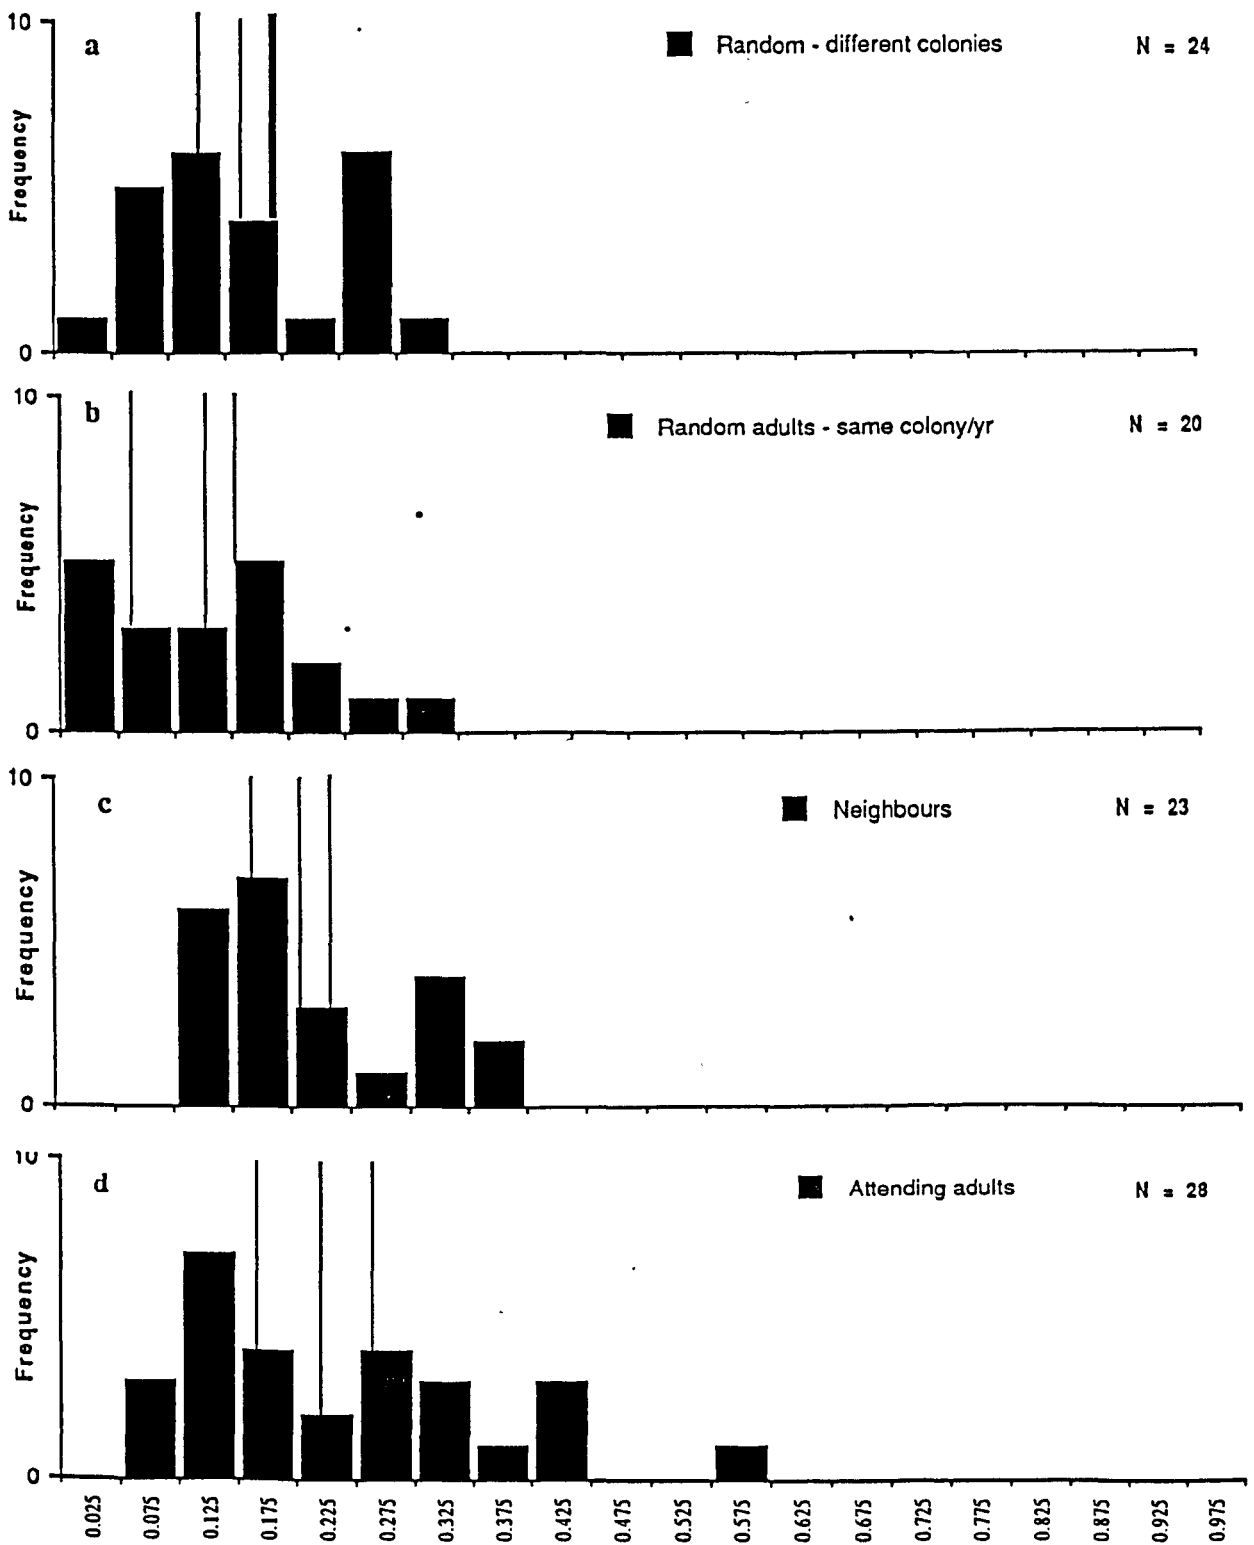 10
a
Random - different colonies
N = 24
Frequency
0
10
b
Random adults - same colony/yr
N = 20
Frequency
0
10
c
Neighbours
N = 23
Frequency
0
10
d
Attending adults
N = 28
Frequency
0
0.025 0.075 0.125 0.175 0.225 0.275 0.325 0.375 0.425 0.475 0.525 0.575 0.625 0.675 0.725 0.775 0.825 0.875 0.925 0.975